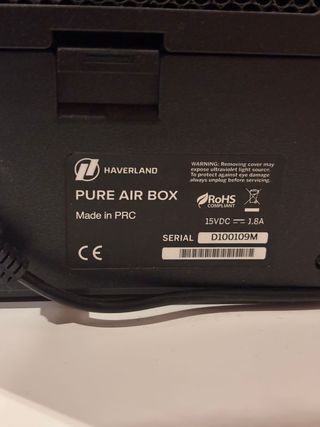 HAVERLAND
WARNING: Removing cover may
expose ultraviolet light source.
To protect against eye damage
always unplug before servicing.
PURE AIR BOX
Made in PRC
RoHS
COMPLIANT
15VDC ⎓ 1.8A
SERIAL D100109M
CE